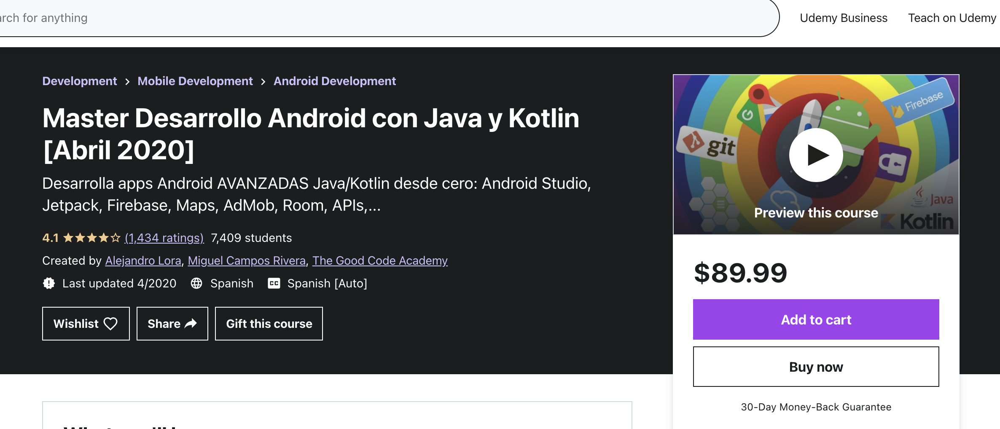 arch for anything
Udemy Business
Teach on Udemy
Development > Mobile Development > Android Development
Master Desarrollo Android con Java y Kotlin
[Abril 2020]
Desarrolla apps Android AVANZADAS Java/Kotlin desde cero: Android Studio,
Jetpack, Firebase, Maps, AdMob, Room, APIs,...
4.1 (1,434 ratings) 7,409 students
Created by Alejandro Lora, Miguel Campos Rivera, The Good Code Academy
Last updated 4/2020 Spanish CC Spanish [Auto]
Wishlist
Share
Gift this course
Firebase
G
git
Java
Preview this course
Kotlin
$89.99
Add to cart
Buy now
30-Day Money-Back Guarantee